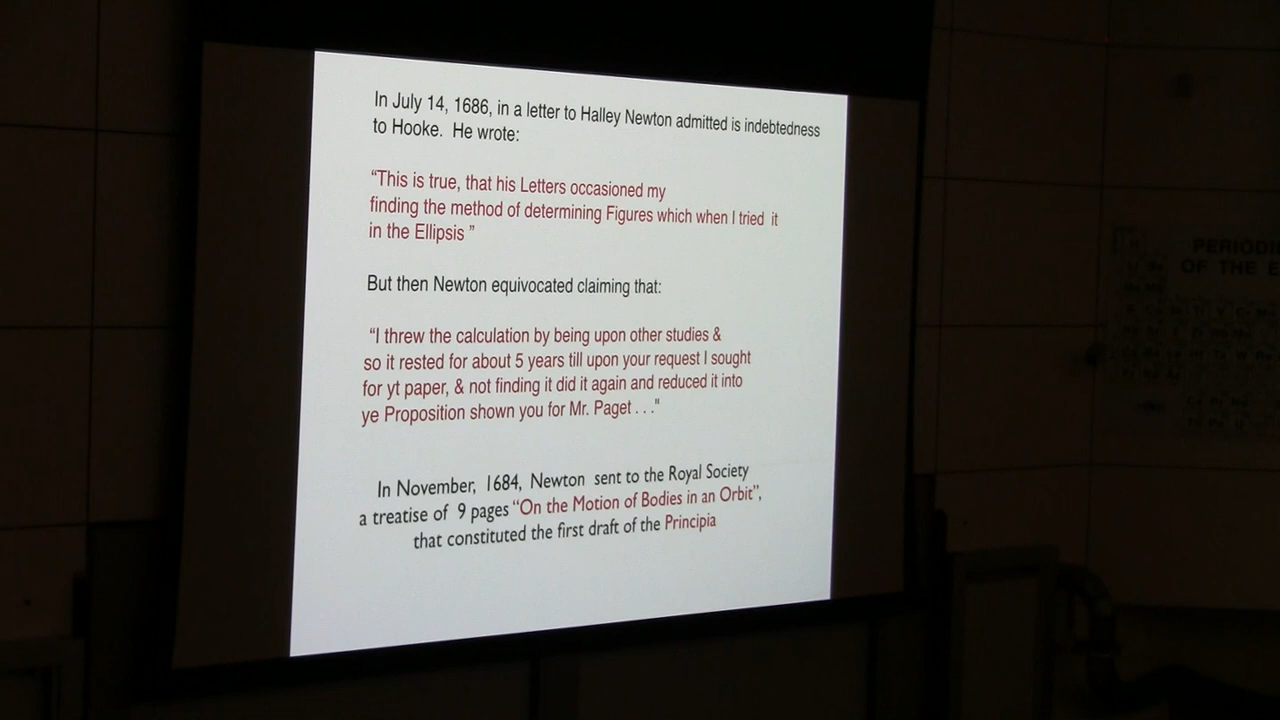 In July 14, 1686, in a letter to Halley Newton admitted is indebtedness
to Hooke. He wrote:
“This is true, that his Letters occasioned my
finding the method of determining Figures which when I tried it
in the Ellipsis ”
But then Newton equivocated claiming that:
“I threw the calculation by being upon other studies &
so it rested for about 5 years till upon your request I sought
for yt paper, & not finding it did it again and reduced it into
ye Proposition shown you for Mr. Paget . . ."
In November, 1684, Newton sent to the Royal Society
a treatise of 9 pages “On the Motion of Bodies in an Orbit”,
that constituted the first draft of the Principia
PERIODI
OF THE E